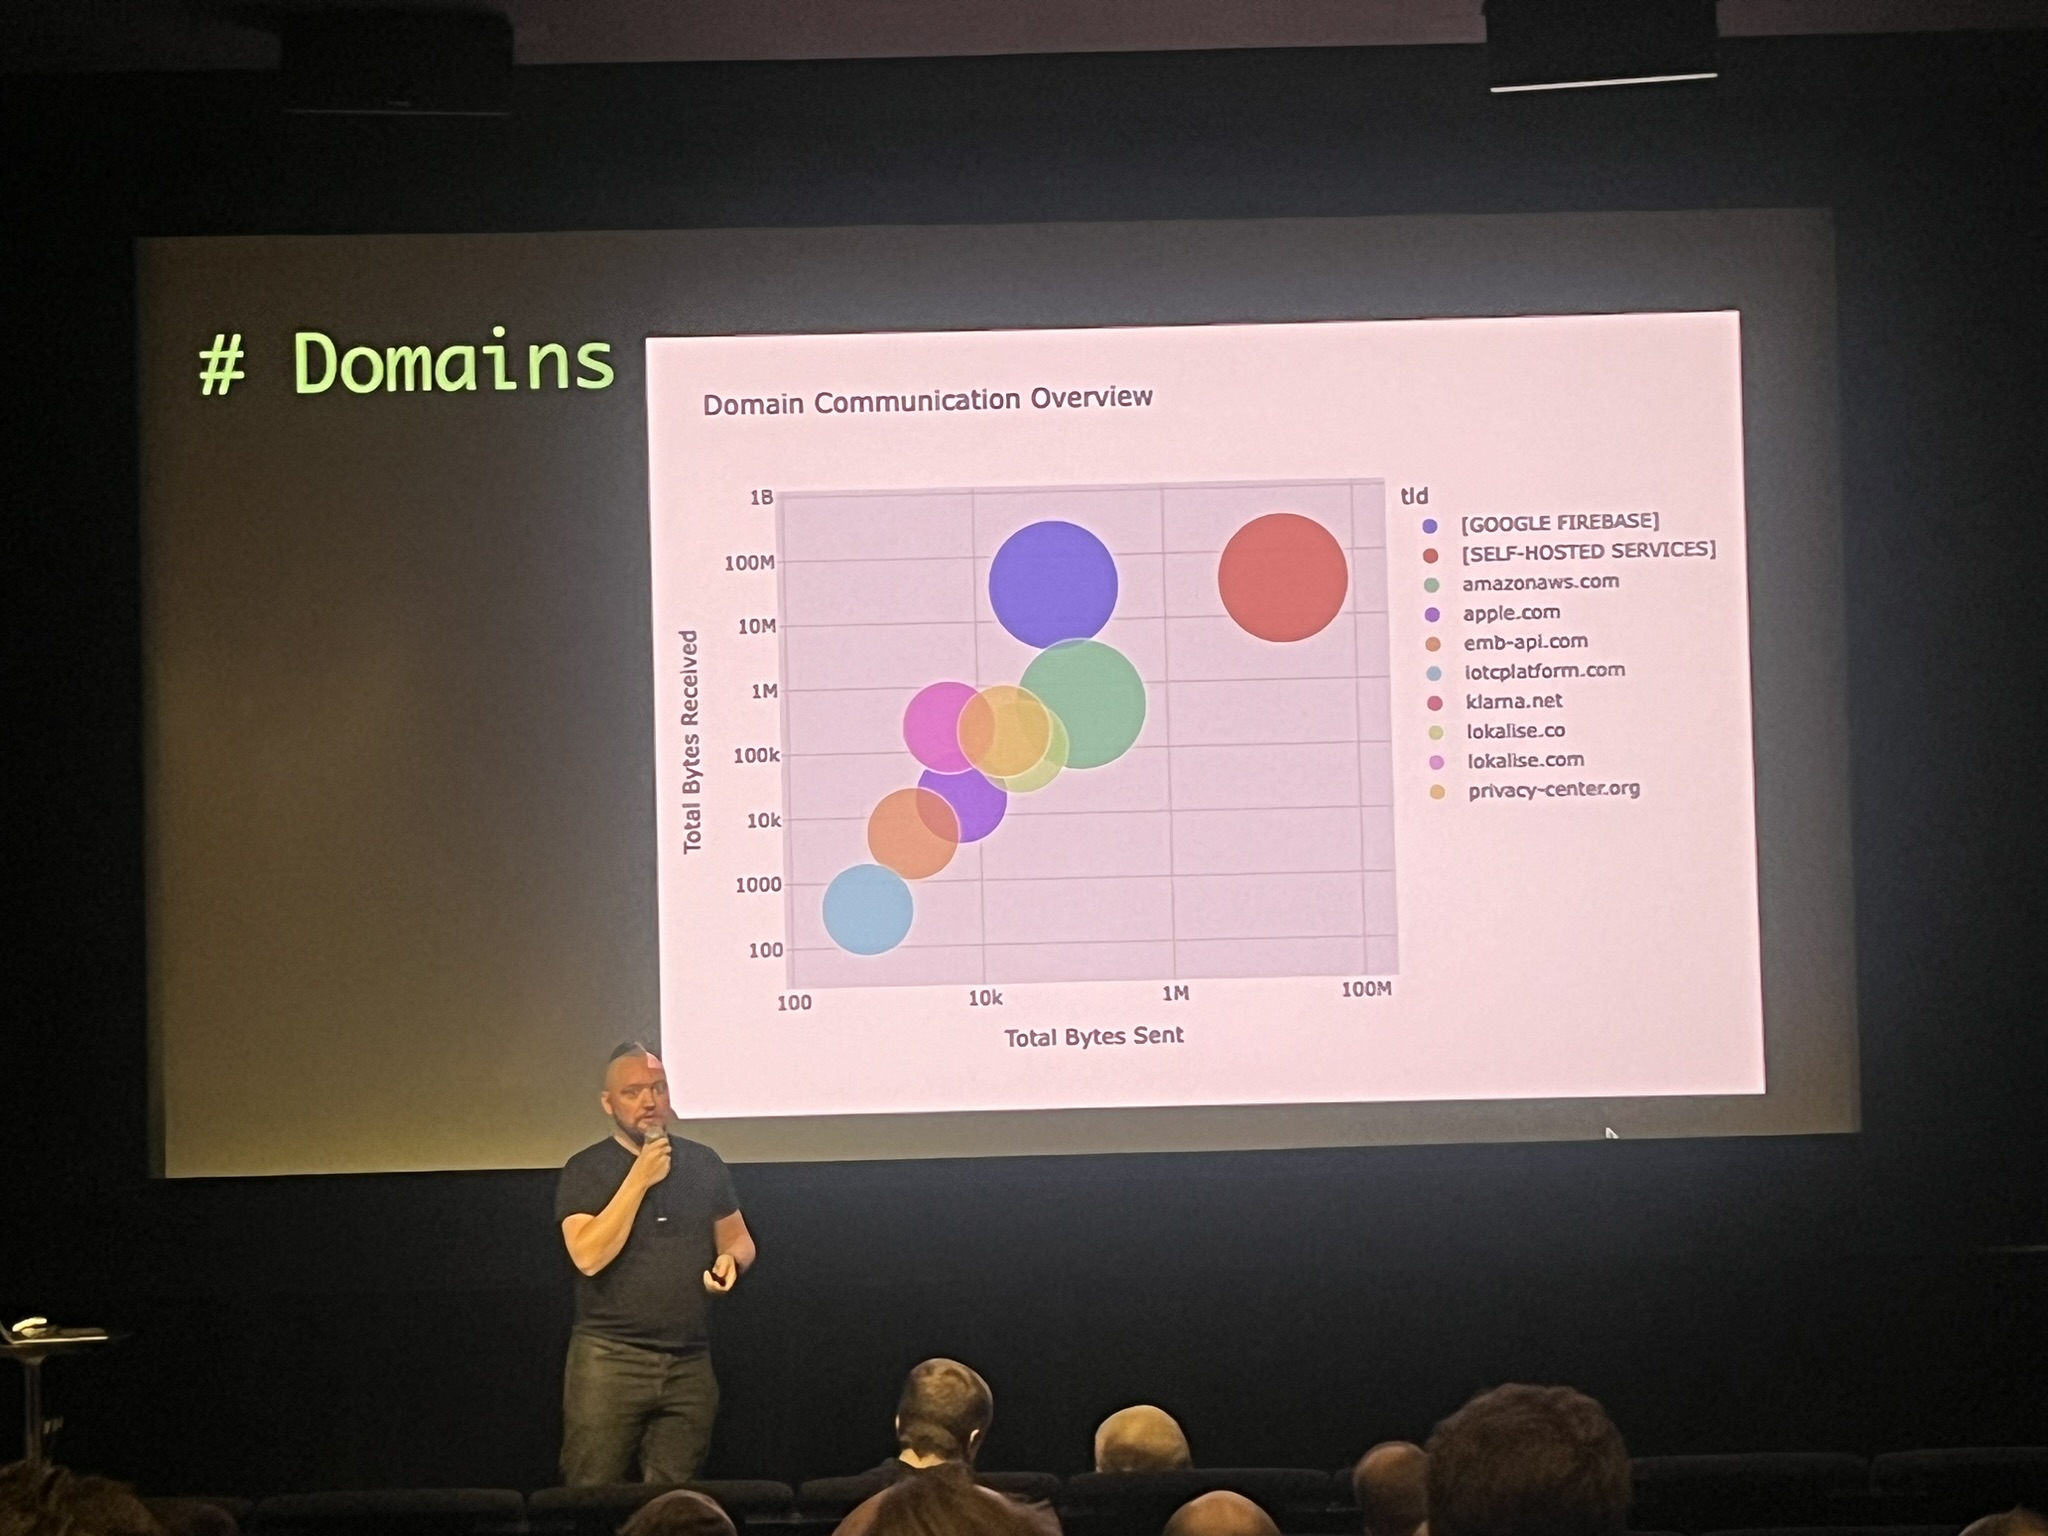 # Domains
Domain Communication Overview
1B
100M
10M
1M
100k
10k
1000
100
Total Bytes Received
100 10k 1M 100M
Total Bytes Sent
tld
[GOOGLE FIREBASE]
[SELF-HOSTED SERVICES]
amazonaws.com
apple.com
emb-api.com
iotcplatform.com
klarna.net
lokalise.co
lokalise.com
privacy-center.org